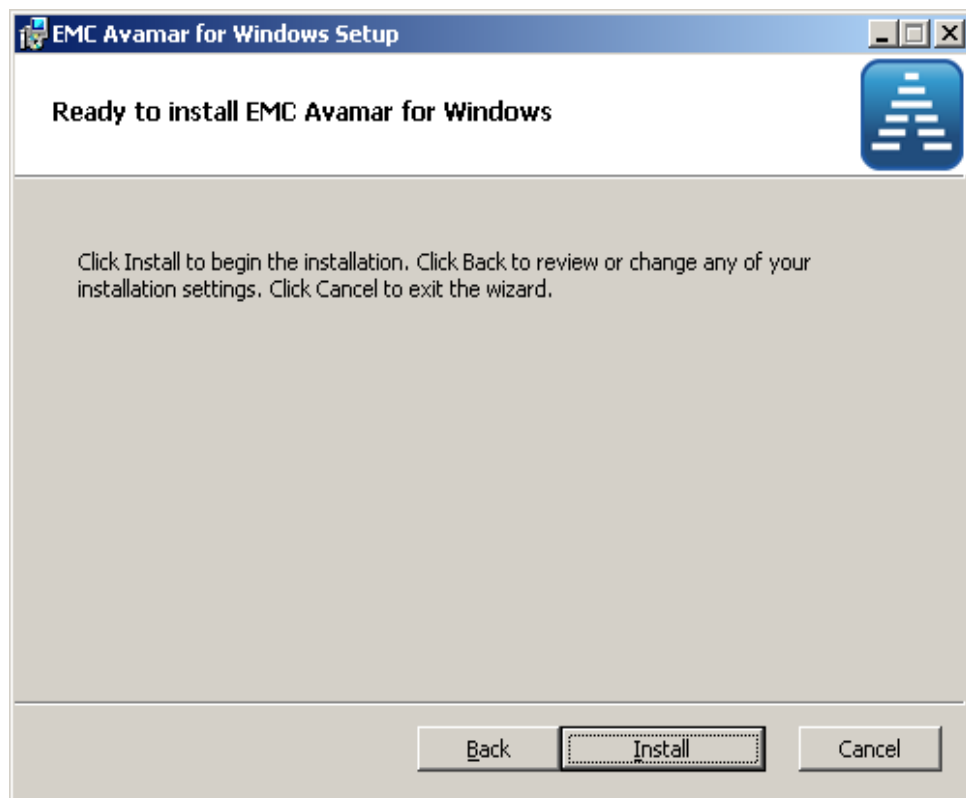 EMC Avamar for Windows Setup
Ready to install EMC Avamar for Windows
Click Install to begin the installation. Click Back to review or change any of your
installation settings. Click Cancel to exit the wizard.
Back Install Cancel